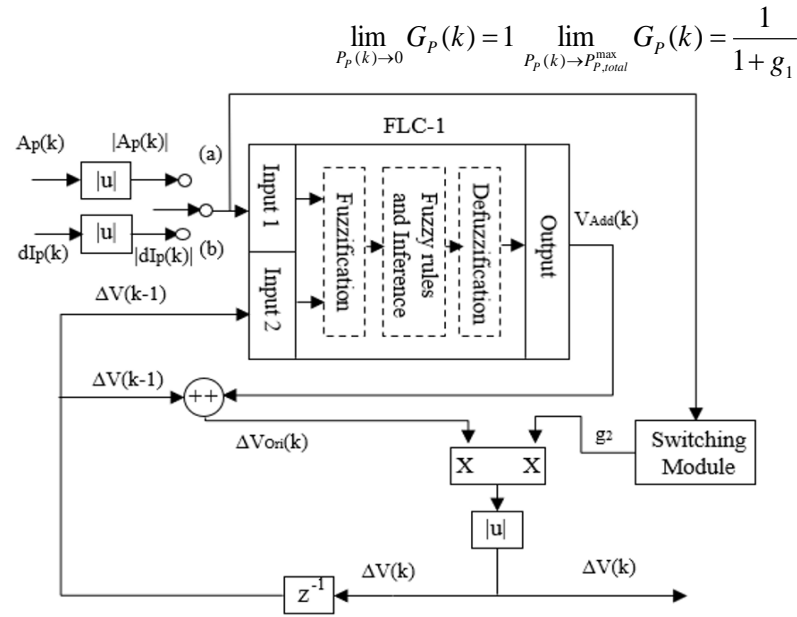 lim G_P(k) = 1 lim G_P(k) = 1/(1 + g_1)
P_P(k)→0 P_P(k)→P_{P,total}^{max}
FLC-1
Ap(k) |Ap(k)| (a)
|u|
|u|
dIp(k) |dIp(k)| (b)
Input 1
Input 2
Fuzzification
Fuzzy rules
and Inference
Defuzzification
Output
VAdd(k)
ΔV(k-1)
ΔV(k-1)
++
ΔVOri(k)
g2
Switching
Module
X X
|u|
ΔV(k) ΔV(k)
z^-1